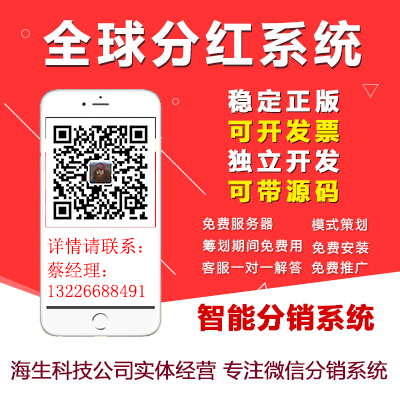 全球分红系统
稳定正版
可开发票
独立开发
可带源码
免费服务器 模式策划
筹划期间免费用 免费安装
客服一对一解答 免费推广
详情请联系：
蔡经理：
13226688491
智能分销系统
海生科技公司实体经营 专注微信分销系统